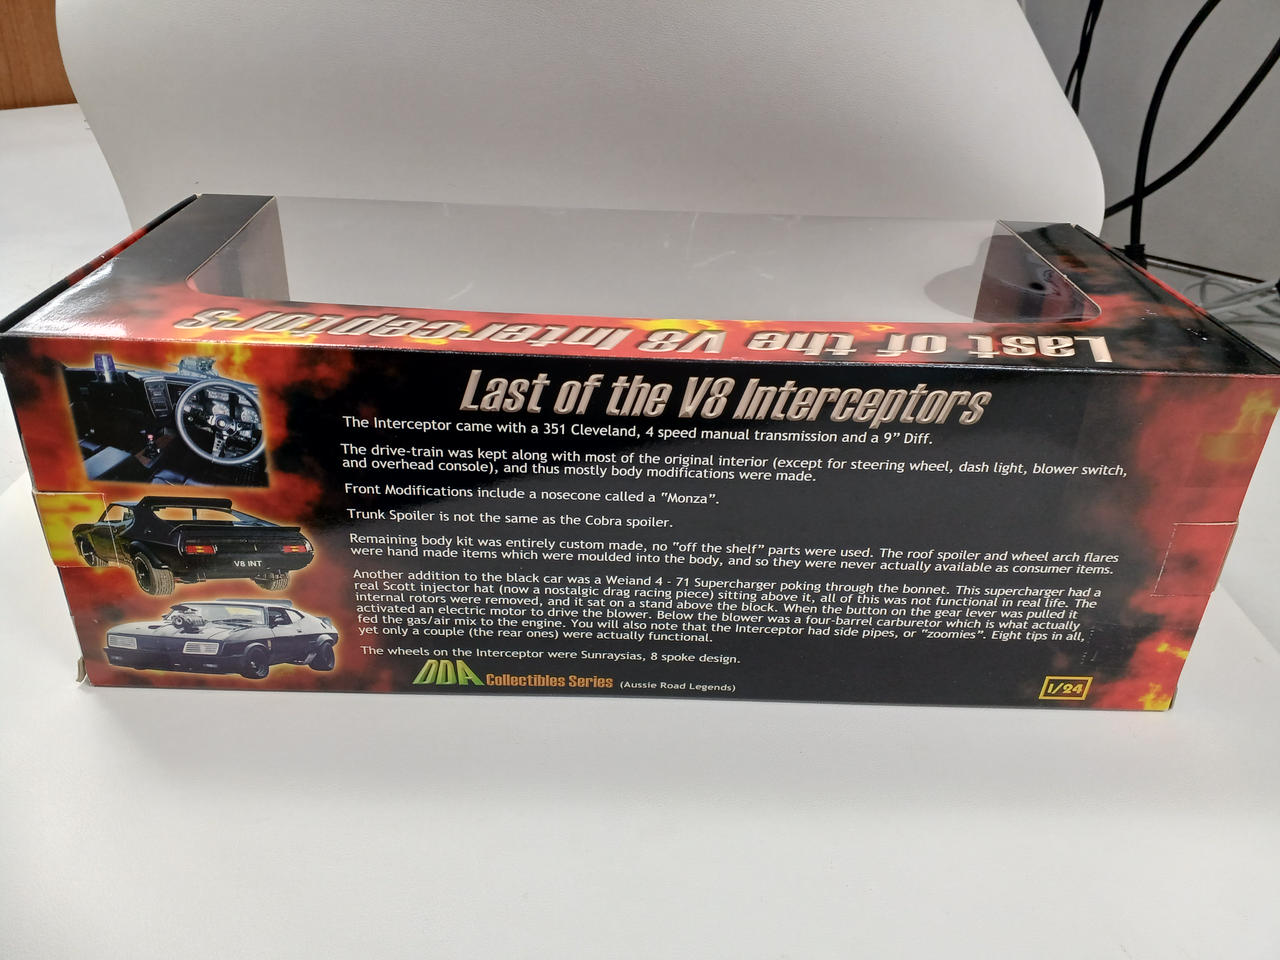 Last of the V8 Interceptors
Last of the V8 Interceptors
The Interceptor came with a 351 Cleveland, 4 speed manual transmission and a 9” Diff.
The drive-train was kept along with most of the original interior (except for steering wheel, dash light, blower switch,
and overhead console), and thus mostly body modifications were made.
Front Modifications include a nosecone called a “Monza”.
Trunk Spoiler is not the same as the Cobra spoiler.
Remaining body kit was entirely custom made, no “off the shelf” parts were used. The roof spoiler and wheel arch flares
were hand made items which were moulded into the body, and so they were never actually available as consumer items.
Another addition to the black car was a Weiand 4 - 71 Supercharger poking through the bonnet. This supercharger had a
real Scott injector hat (now a nostalgic drag racing piece) sitting above it, all of this was not functional in real life. The
internal rotors were removed, and it sat on a stand above the block. When the button on the gear lever was pulled it
activated an electric motor to drive the blower. Below the blower was a four-barrel carburetor which is what actually
fed the gas/air mix to the engine. You will also note that the Interceptor had side pipes, or “zoomies”. Eight tips in all,
yet only a couple (the rear ones) were actually functional.
The wheels on the Interceptor were Sunraysias, 8 spoke design.
V8 INT
DDA Collectibles Series (Aussie Road Legends)
1/24